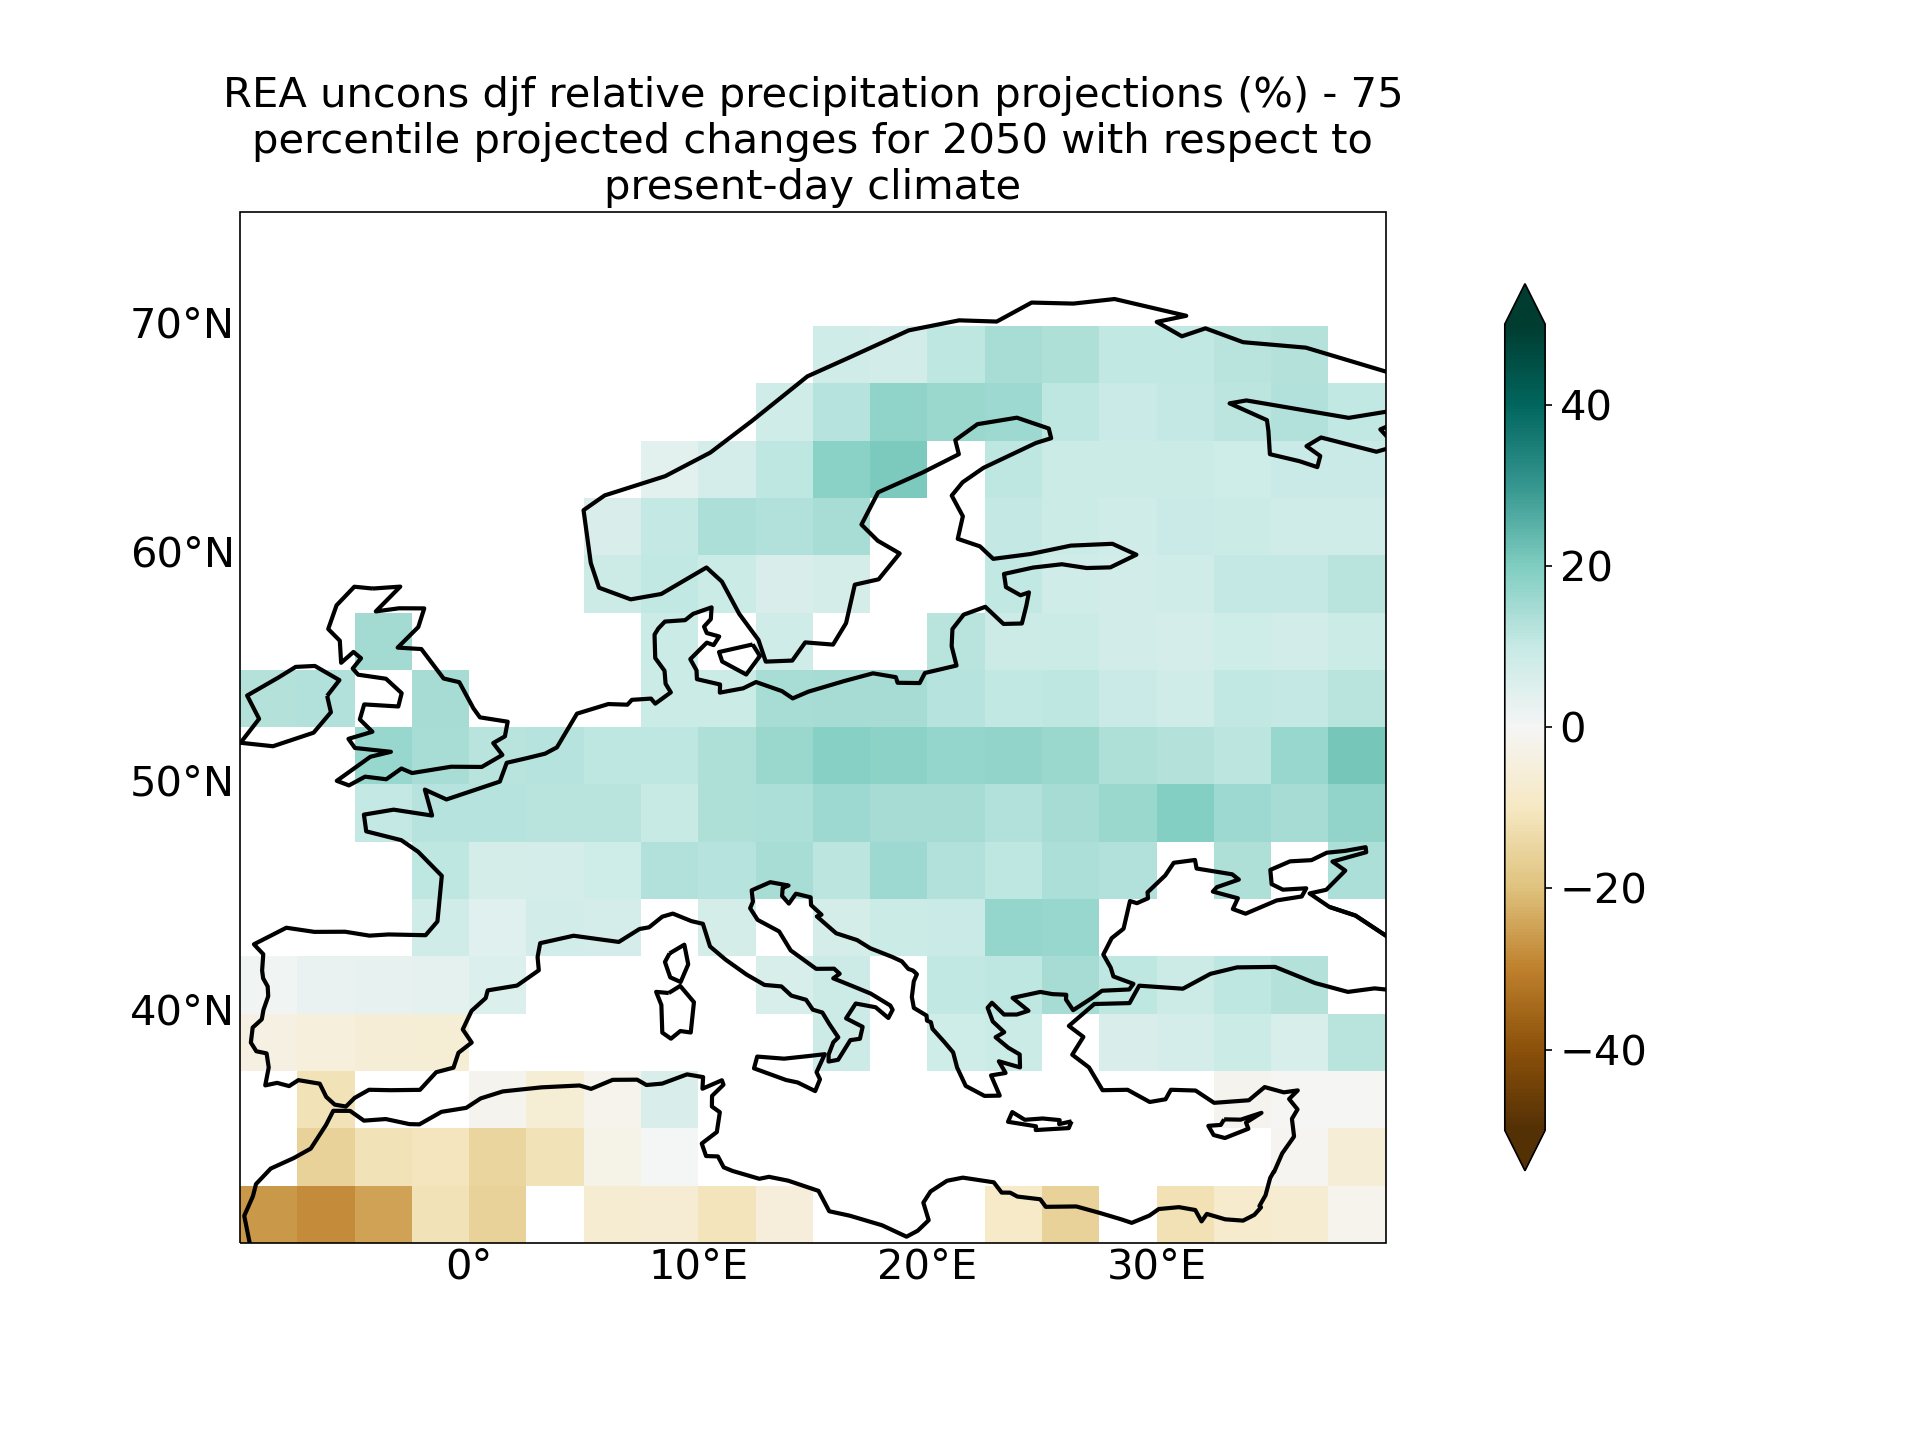 REA uncons djf relative precipitation projections (%) - 75
percentile projected changes for 2050 with respect to
present-day climate
70°N
60°N
50°N
40°N
0°
10°E
20°E
30°E
40
20
0
−20
−40